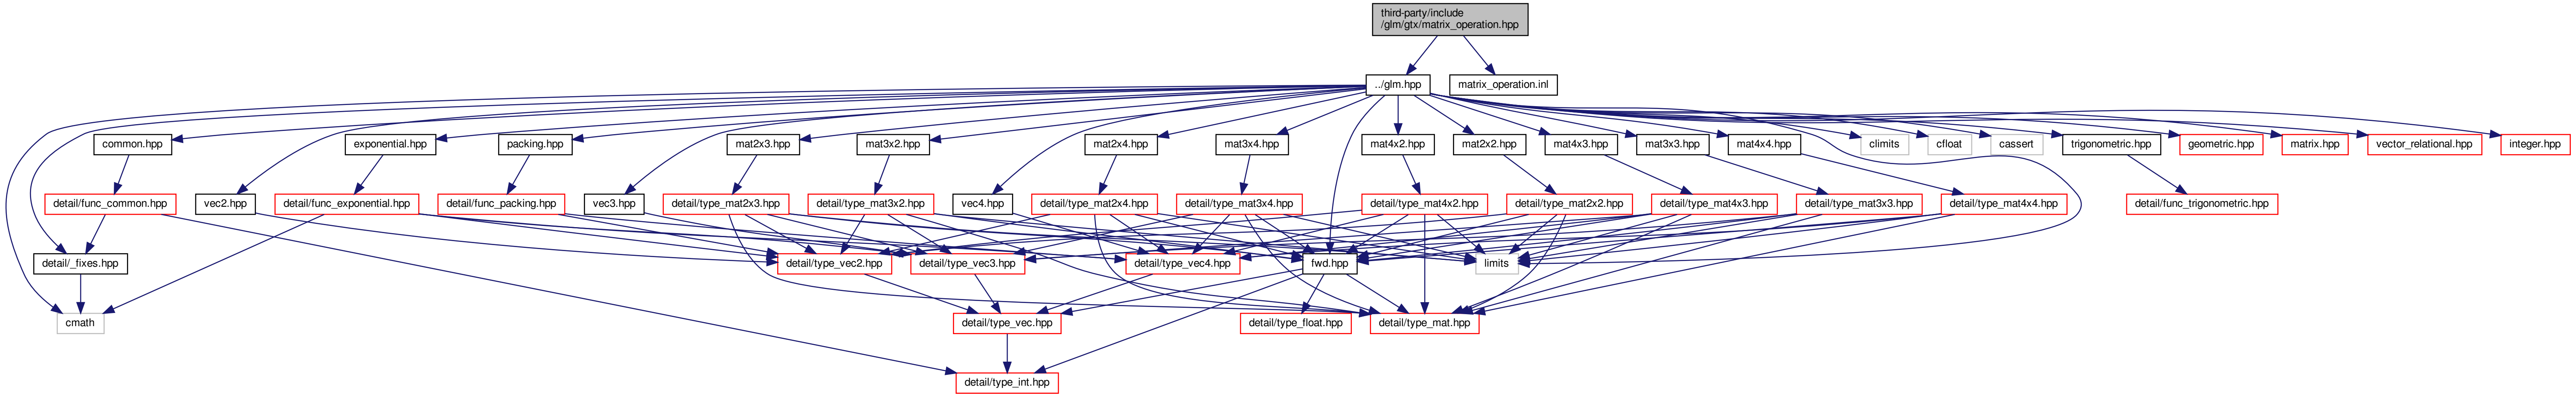 third-party/include
/glm/gtx/matrix_operation.hpp
../glm.hpp
matrix_operation.inl
common.hpp
exponential.hpp
packing.hpp
mat2x3.hpp
mat3x2.hpp
mat2x4.hpp
mat3x4.hpp
mat4x2.hpp
mat2x2.hpp
mat4x3.hpp
mat3x3.hpp
mat4x4.hpp
climits
cfloat
cassert
trigonometric.hpp
geometric.hpp
matrix.hpp
vector_relational.hpp
integer.hpp
detail/func_common.hpp
vec2.hpp
detail/func_exponential.hpp
detail/func_packing.hpp
vec3.hpp
detail/type_mat2x3.hpp
detail/type_mat3x2.hpp
vec4.hpp
detail/type_mat2x4.hpp
detail/type_mat3x4.hpp
detail/type_mat4x2.hpp
detail/type_mat2x2.hpp
detail/type_mat4x3.hpp
detail/type_mat3x3.hpp
detail/type_mat4x4.hpp
detail/func_trigonometric.hpp
detail/_fixes.hpp
detail/type_vec2.hpp
detail/type_vec3.hpp
detail/type_vec4.hpp
fwd.hpp
limits
cmath
detail/type_vec.hpp
detail/type_float.hpp
detail/type_mat.hpp
detail/type_int.hpp